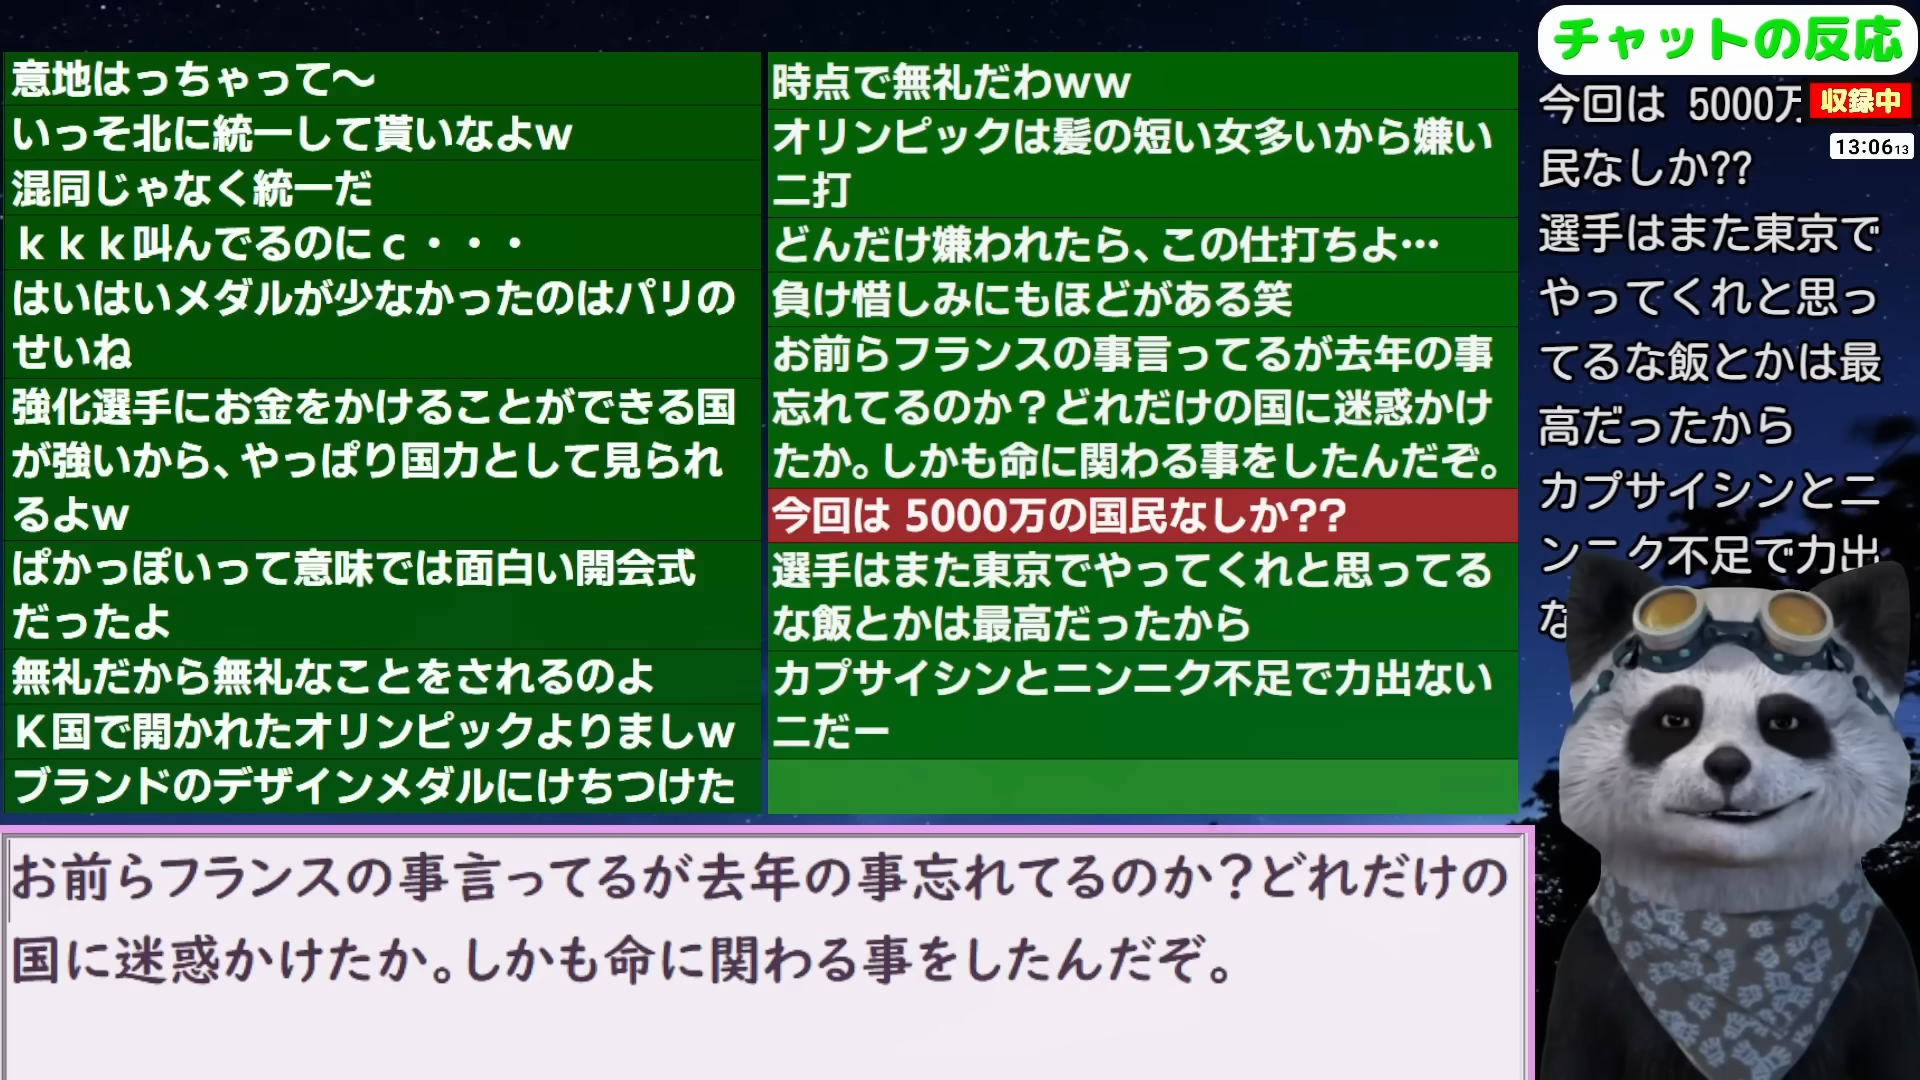 意地はっちゃって〜
いっそ北に統一して貰いなよw
混同じゃなく統一だ
ｋｋｋ叫んでるのにｃ・・・
はいはいメダルが少なかったのはパリの
せいね
強化選手にお金をかけることができる国
が強いから、やっぱり国力として見られ
るよw
ぱかっぽいって意味では面白い開会式
だったよ
無礼だから無礼なことをされるのよ
Ｋ国で開かれたオリンピックよりましw
ブランドのデザインメダルにけちつけた
時点で無礼だわww
オリンピックは髪の短い女多いから嫌い
二打
どんだけ嫌われたら、この仕打ちよ…
負け惜しみにもほどがある笑
お前らフランスの事言ってるが去年の事
忘れてるのか？どれだけの国に迷惑かけ
たか。しかも命に関わる事をしたんだぞ。
今回は 5000万の国民なしか??
選手はまた東京でやってくれと思ってる
な飯とかは最高だったから
カプサイシンとニンニク不足で力出ない
二だー
チャットの反応
今回は 5000万
収録中
13:06 13
民なしか??
選手はまた東京で
やってくれと思っ
てるな飯とかは最
高だったから
カプサイシンとニ
ンニク不足で力出
な
お前らフランスの事言ってるが去年の事忘れてるのか？どれだけの
国に迷惑かけたか。しかも命に関わる事をしたんだぞ。